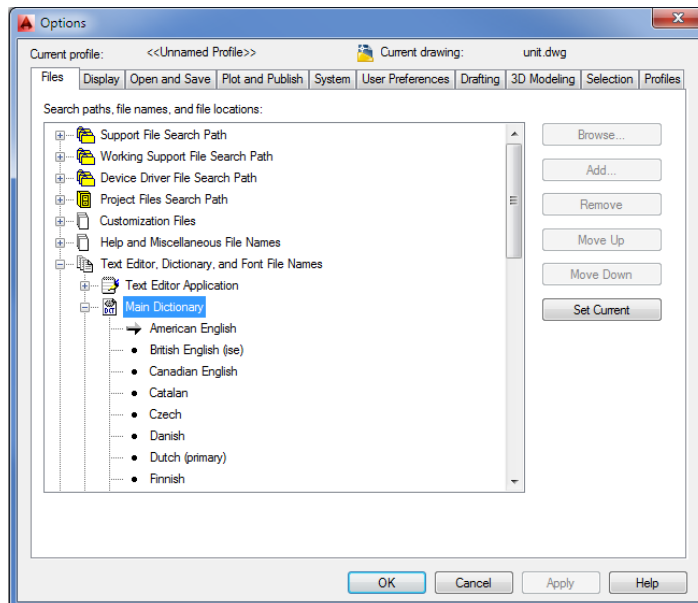 Options
Current profile: <<Unnamed Profile>> Current drawing: unit.dwg
Files Display Open and Save Plot and Publish System User Preferences Drafting 3D Modeling Selection Profiles
Search paths, file names, and file locations:
Support File Search Path
Working Support File Search Path
Device Driver File Search Path
Project Files Search Path
Customization Files
Help and Miscellaneous File Names
Text Editor, Dictionary, and Font File Names
Text Editor Application
Main Dictionary
American English
British English (ise)
Canadian English
Catalan
Czech
Danish
Dutch (primary)
Finnish
Browse...
Add...
Remove
Move Up
Move Down
Set Current
OK Cancel Apply Help